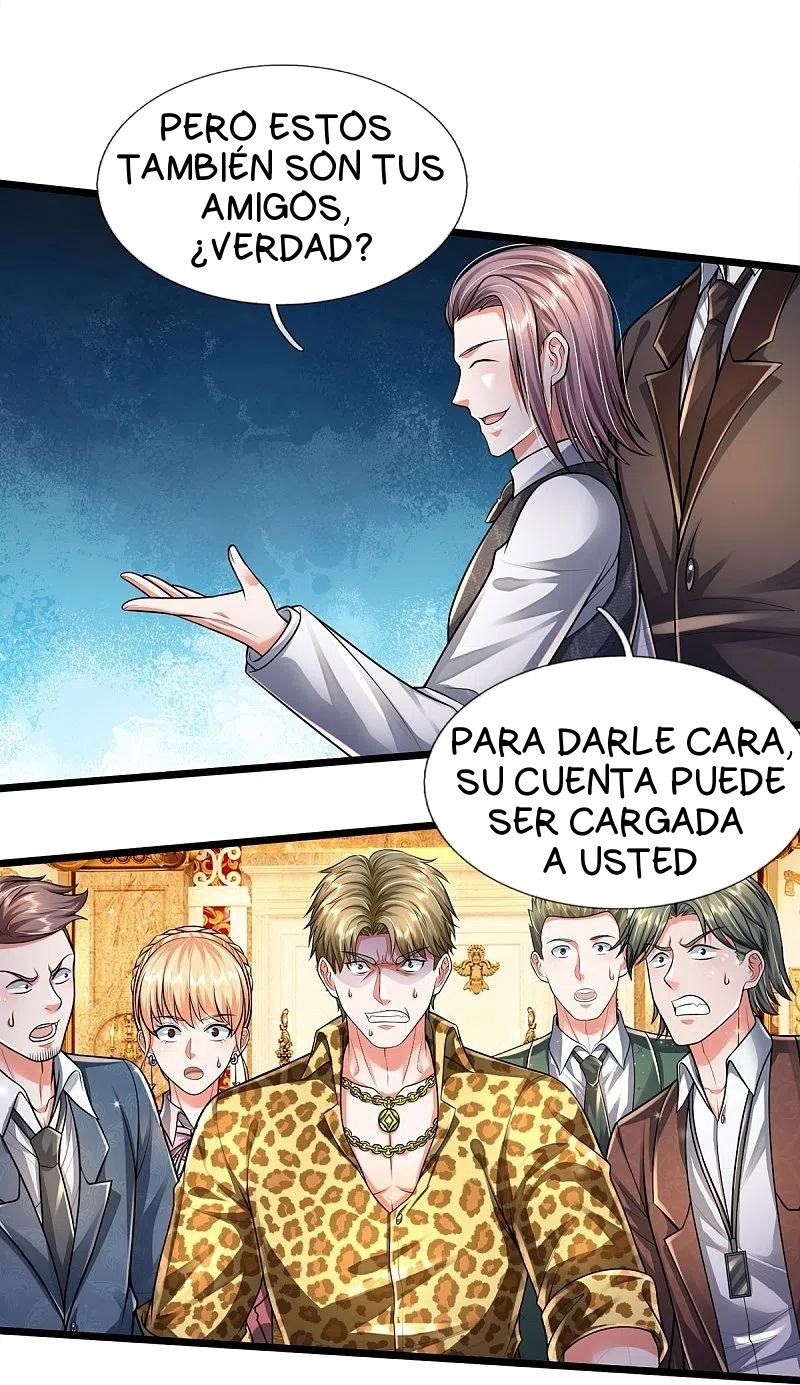 PERO ESTOS
TAMBIÉN SON TUS
AMIGOS,
¿VERDAD?
PARA DARLE CARA,
SU CUENTA PUEDE
SER CARGADA
A USTED